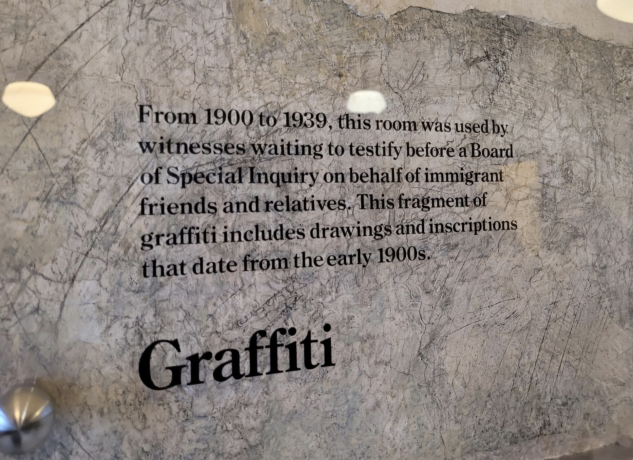 From 1900 to 1939, this room was used by
witnesses waiting to testify before a Board
of Special Inquiry on behalf of immigrant
friends and relatives. This fragment of
graffiti includes drawings and inscriptions
that date from the early 1900s.
Graffiti